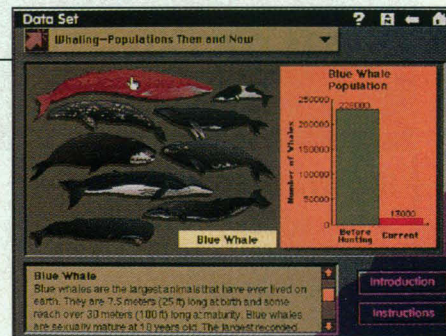 Data Set
?
Whaling—Populations Then and Now
Blue Whale
Population
Number of Whales
250000
200000
150000
100000
50000
0
228000
13000
Before
Hunting
Current
Blue Whale
Blue Whale
Blue whales are the largest animals that have ever lived on
earth. They are 7.5 meters (25 ft) long at birth and some
reach over 30 meters (100 ft) long at maturity. Blue whales
are sexually mature at 10 years old. The largest recorded
Introduction
Instructions